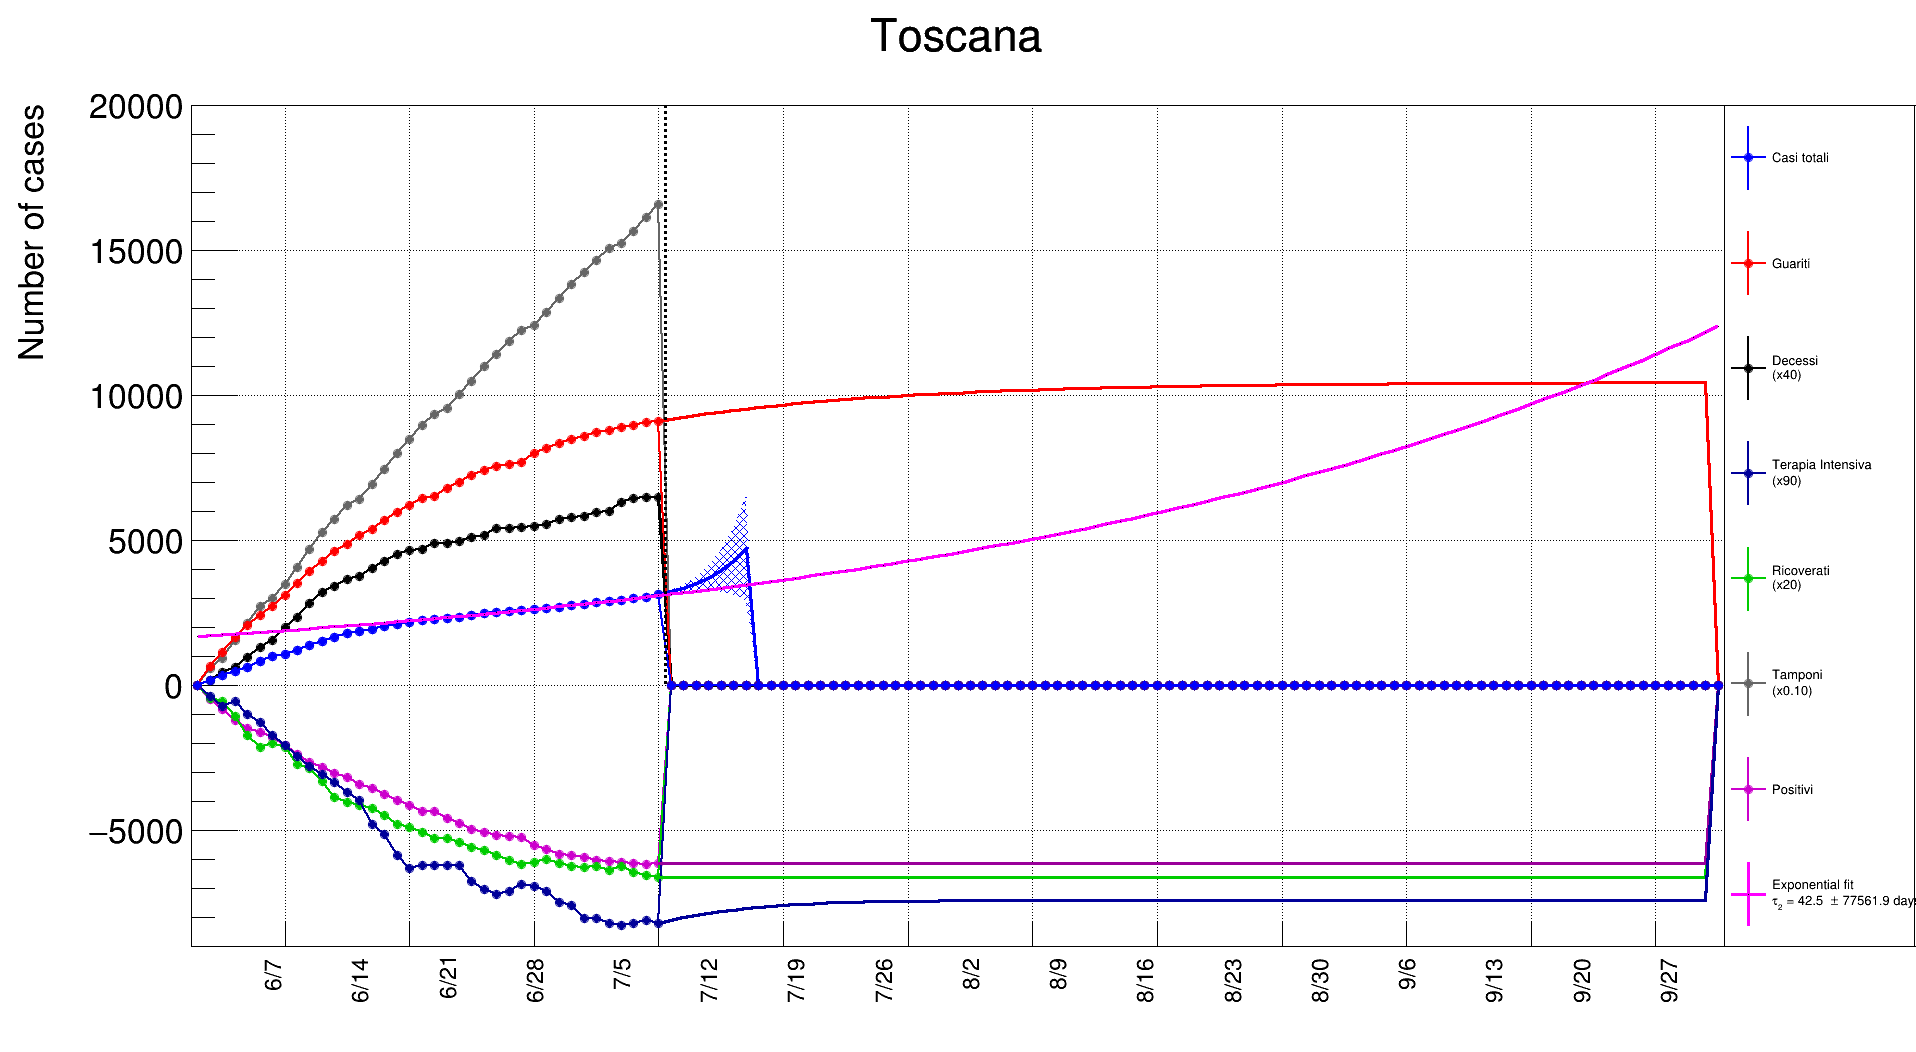 Toscana
Number of cases
20000
15000
10000
5000
0
−5000
6/7
6/14
6/21
6/28
7/5
7/12
7/19
7/26
8/2
8/9
8/16
8/23
8/30
9/6
9/13
9/20
9/27
Casi totali
Guariti
Decessi
(x40)
Terapia Intensiva
(x90)
Ricoverati
(x20)
Tamponi
(x0.10)
Positivi
Exponential fit
τ2 = 42.5 ± 77561.9 day